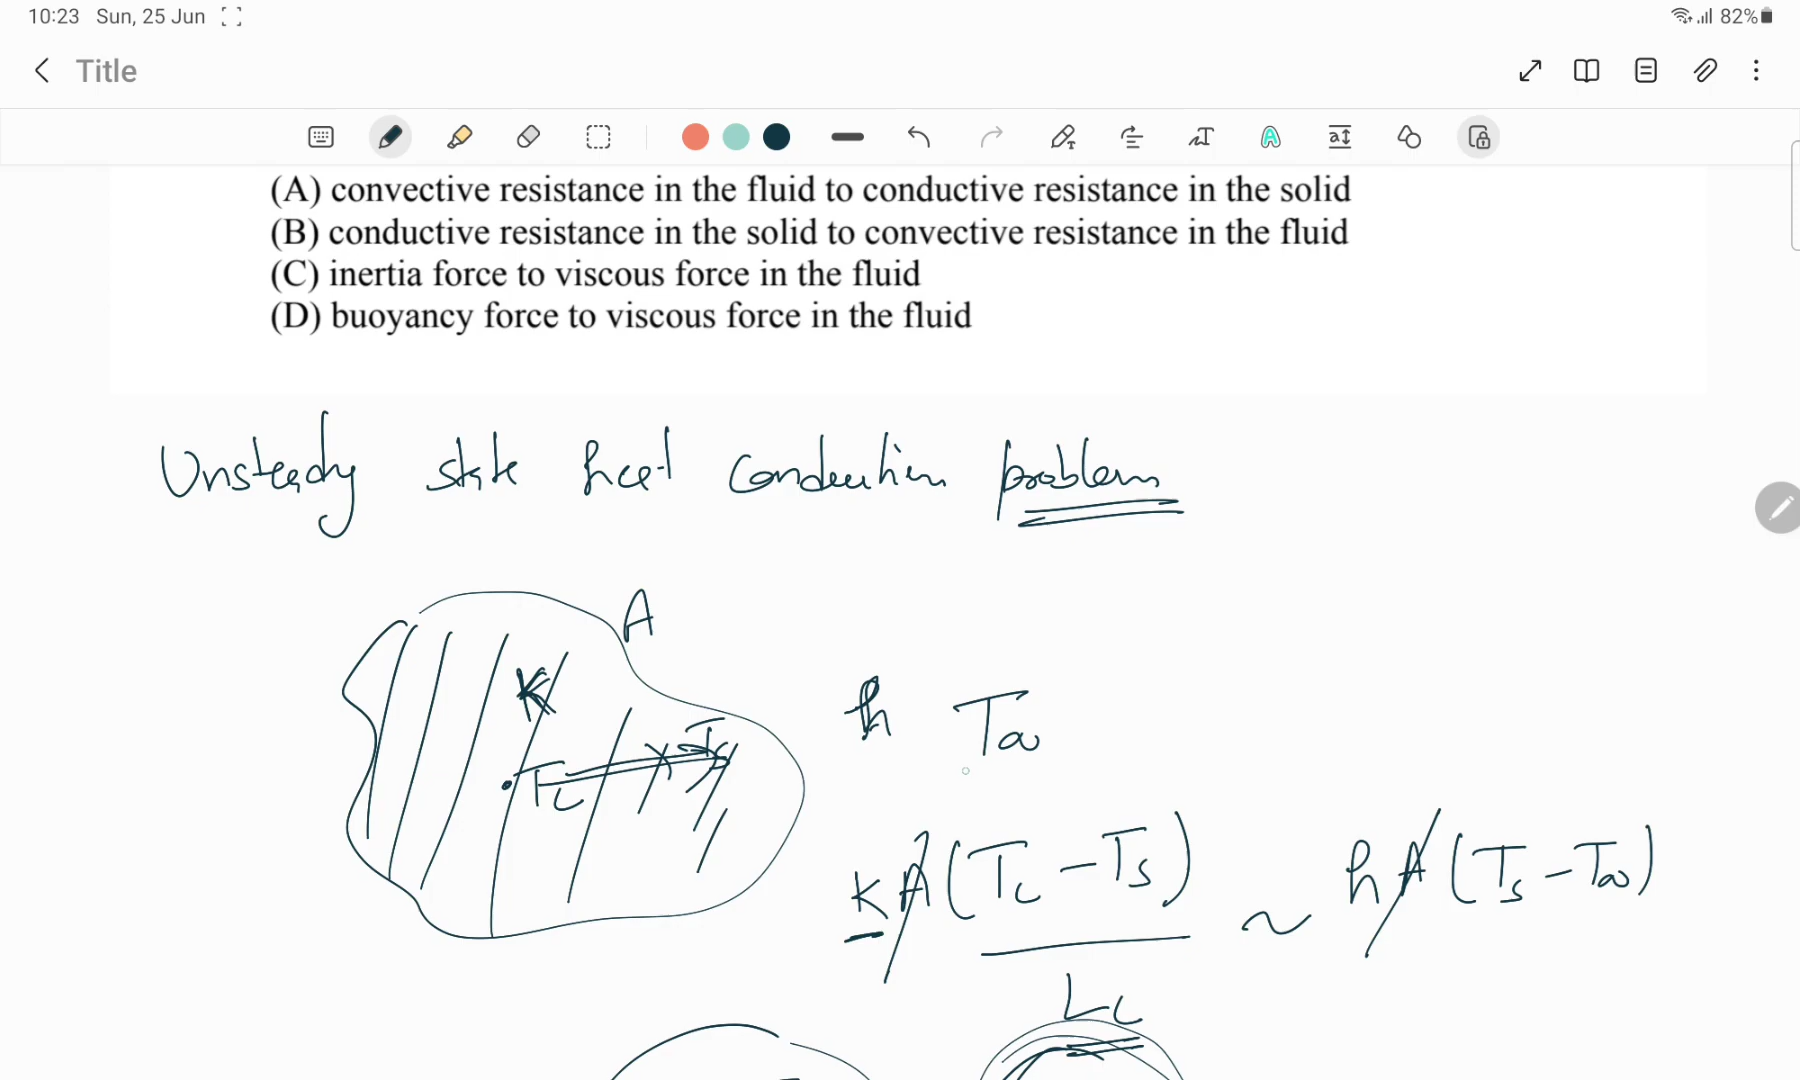 10:23 Sun, 25 Jun 82%
Title
(A) convective resistance in the fluid to conductive resistance in the solid
(B) conductive resistance in the solid to convective resistance in the fluid
(C) inertia force to viscous force in the fluid
(D) buoyancy force to viscous force in the fluid
Unsteady state heat conduction problem
A
K
h T∞
Tc Ts
KA(Tc - Ts) ~ hA(Ts - T∞)
Lc